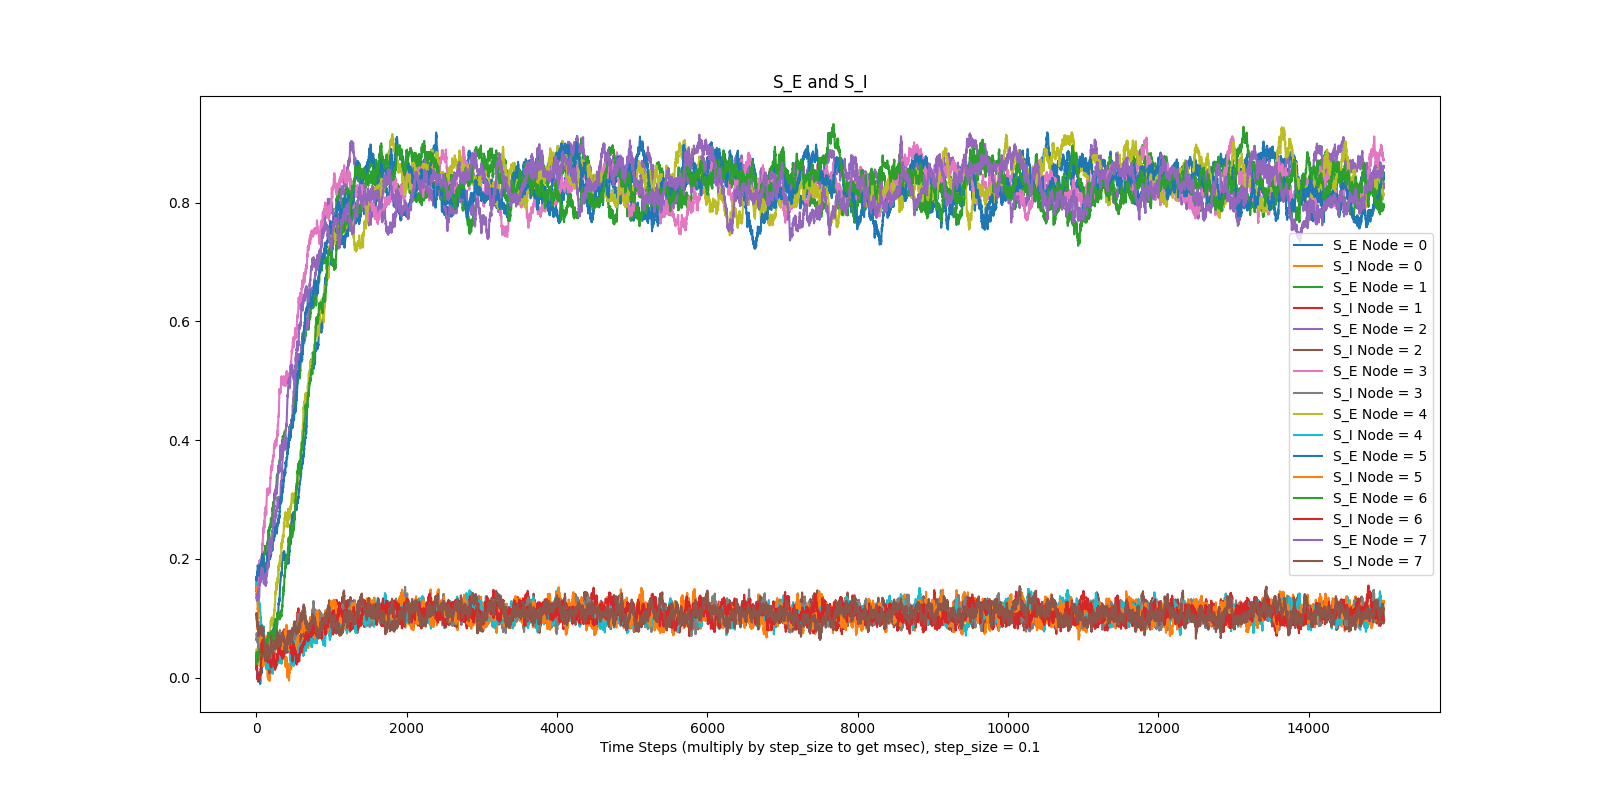 S_E and S_I
0.8
0.6
0.4
0.2
0.0
0 2000 4000 6000 8000 10000 12000 14000
Time Steps (multiply by step_size to get msec), step_size = 0.1
S_E Node = 0
S_I Node = 0
S_E Node = 1
S_I Node = 1
S_E Node = 2
S_I Node = 2
S_E Node = 3
S_I Node = 3
S_E Node = 4
S_I Node = 4
S_E Node = 5
S_I Node = 5
S_E Node = 6
S_I Node = 6
S_E Node = 7
S_I Node = 7